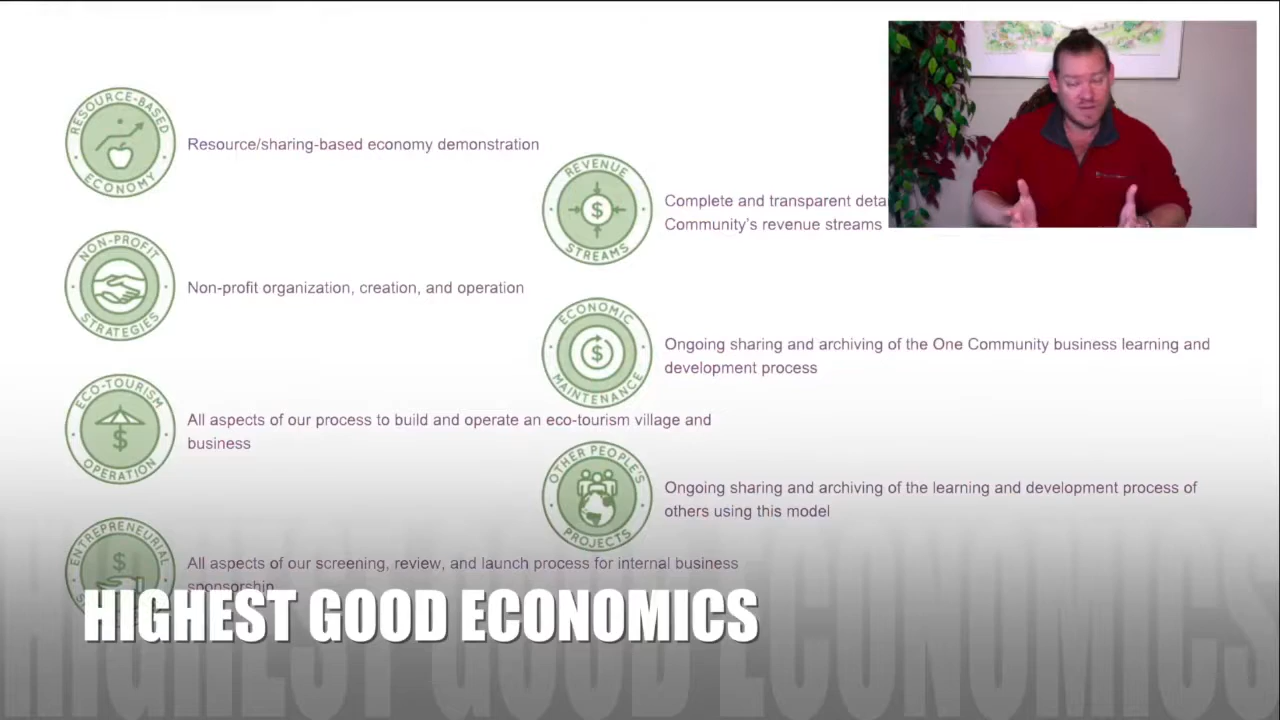 RESOURCE-BASED
ECONOMY
Resource/sharing-based economy demonstration
NON-PROFIT
STRATEGIES
Non-profit organization, creation, and operation
ECO-TOURISM
$
OPERATION
All aspects of our process to build and operate an eco-tourism village and
business
ENTREPRENEURIAL
$
All aspects of our screening, review, and launch process for internal business
sponsorship
REVENUE
$
STREAMS
Complete and transparent
Community's revenue streams
ECONOMIC
$
MAINTENANCE
Ongoing sharing and archiving of the One Community business learning and
development process
OTHER PEOPLE'S
PROJECTS
Ongoing sharing and archiving of the learning and development process of
others using this model
HIGHEST GOOD ECONOMICS
HIGHEST GOOD ECONOMICS